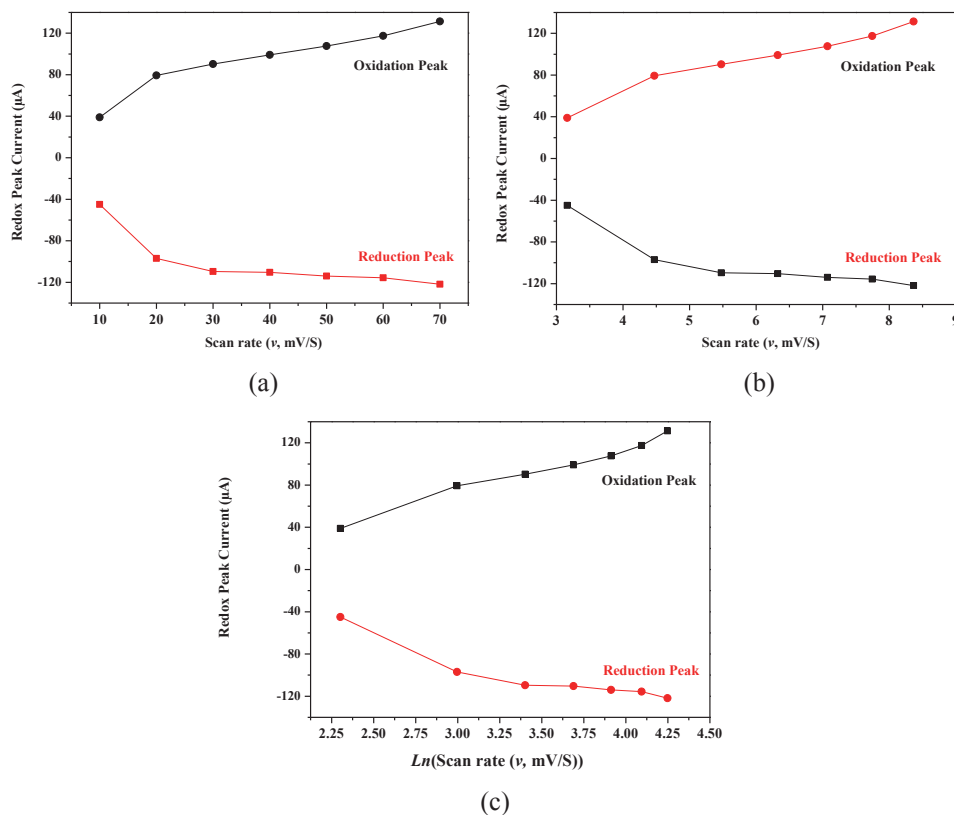 Redox Peak Current (µA)
120
80
40
0
-40
-80
-120
Oxidation Peak
Reduction Peak
10 20 30 40 50 60 70
Scan rate (v, mV/S)
(a)
Redox Peak Current (µA)
120
80
40
0
-40
-80
-120
Oxidation Peak
Reduction Peak
3 4 5 6 7 8 9
Scan rate (v, mV/S)
(b)
Redox Peak Current (µA)
120
80
40
0
-40
-80
-120
Oxidation Peak
Reduction Peak
2.25 2.50 2.75 3.00 3.25 3.50 3.75 4.00 4.25 4.50
Ln(Scan rate (v, mV/S))
(c)